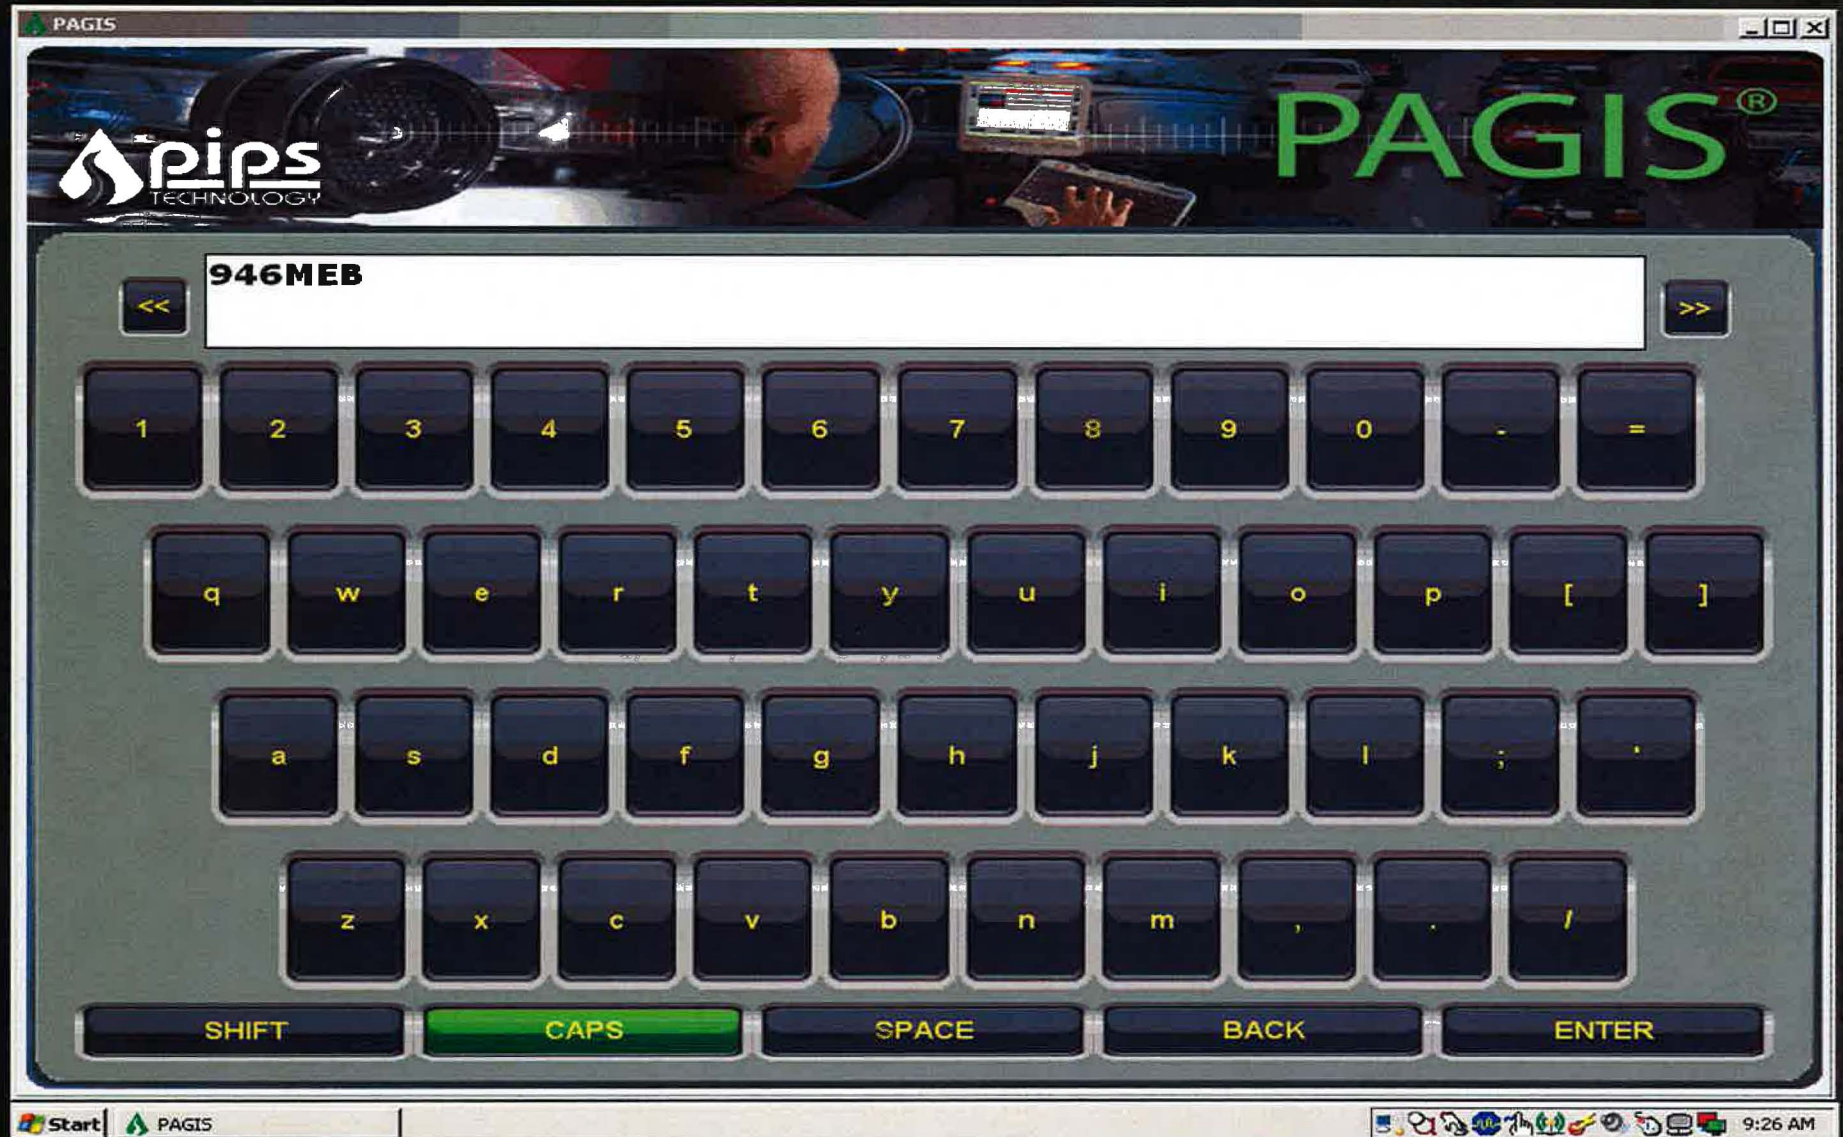 PAGIS
pips
TECHNOLOGY
PAGIS®
946MEB
<< >>
1 2 3 4 5 6 7 8 9 0 - =
q w e r t y u i o p [ ]
a s d f g h j k l ; '
z x c v b n m , . /
SHIFT CAPS SPACE BACK ENTER
Start PAGIS 9:26 AM